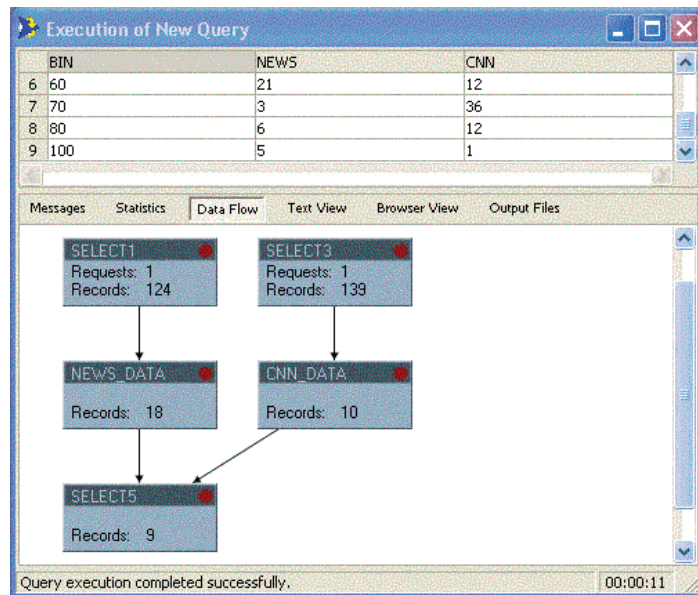 Execution of New Query
BIN NEWS CNN
6 60 21 12
7 70 3 36
8 80 6 12
9 100 5 1
Messages Statistics Data Flow Text View Browser View Output Files
SELECT1 SELECT3
Requests: 1 Requests: 1
Records: 124 Records: 139
NEWS_DATA CNN_DATA
Records: 18 Records: 10
SELECT5
Records: 9
Query execution completed successfully. 00:00:11